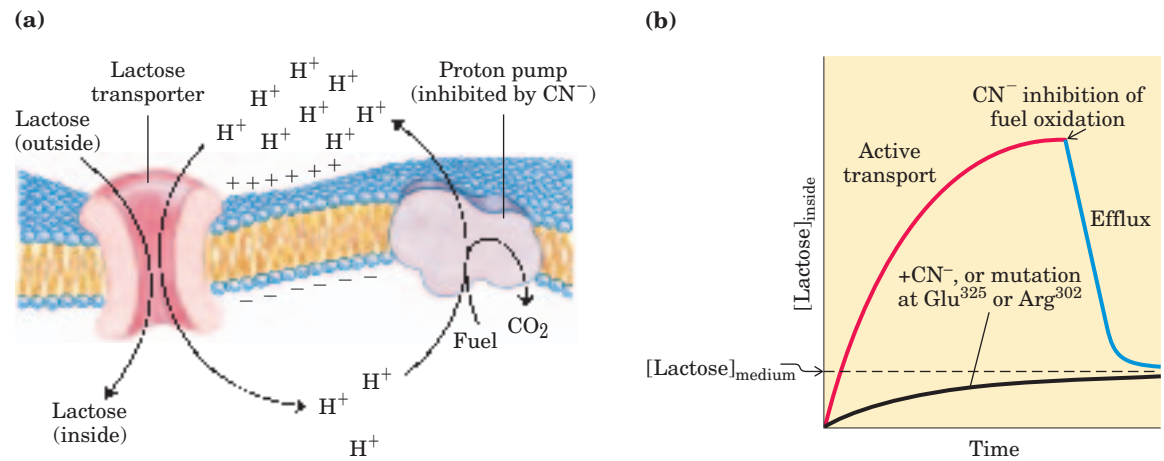 (a)
Lactose
transporter
Lactose
(outside)
H⁺
H⁺
H⁺
H⁺
H⁺
H⁺
H⁺
H⁺
H⁺
Proton pump
(inhibited by CN⁻)
+ + + + + +
− − − − − −
CO₂
Fuel
Lactose
(inside)
H⁺
H⁺
H⁺
(b)
[Lactose]inside
CN⁻ inhibition of
fuel oxidation
Active
transport
Efflux
+CN⁻, or mutation
at Glu³²⁵ or Arg³⁰²
[Lactose]medium
Time